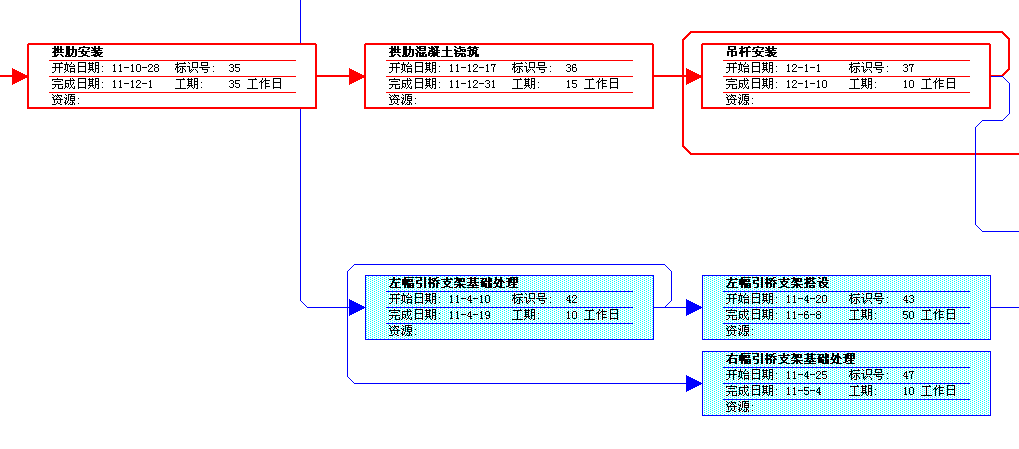 拱肋安装
开始日期: 11-10-28 标识号: 35
完成日期: 11-12-1 工期: 35 工作日
资源:
拱肋混凝土浇筑
开始日期: 11-12-17 标识号: 36
完成日期: 11-12-31 工期: 15 工作日
资源:
吊杆安装
开始日期: 12-1-1 标识号: 37
完成日期: 12-1-10 工期: 10 工作日
资源:
左幅引桥支架基础处理
开始日期: 11-4-10 标识号: 42
完成日期: 11-4-19 工期: 10 工作日
资源:
左幅引桥支架搭设
开始日期: 11-4-20 标识号: 43
完成日期: 11-6-8 工期: 50 工作日
资源:
右幅引桥支架基础处理
开始日期: 11-4-25 标识号: 47
完成日期: 11-5-4 工期: 10 工作日
资源: